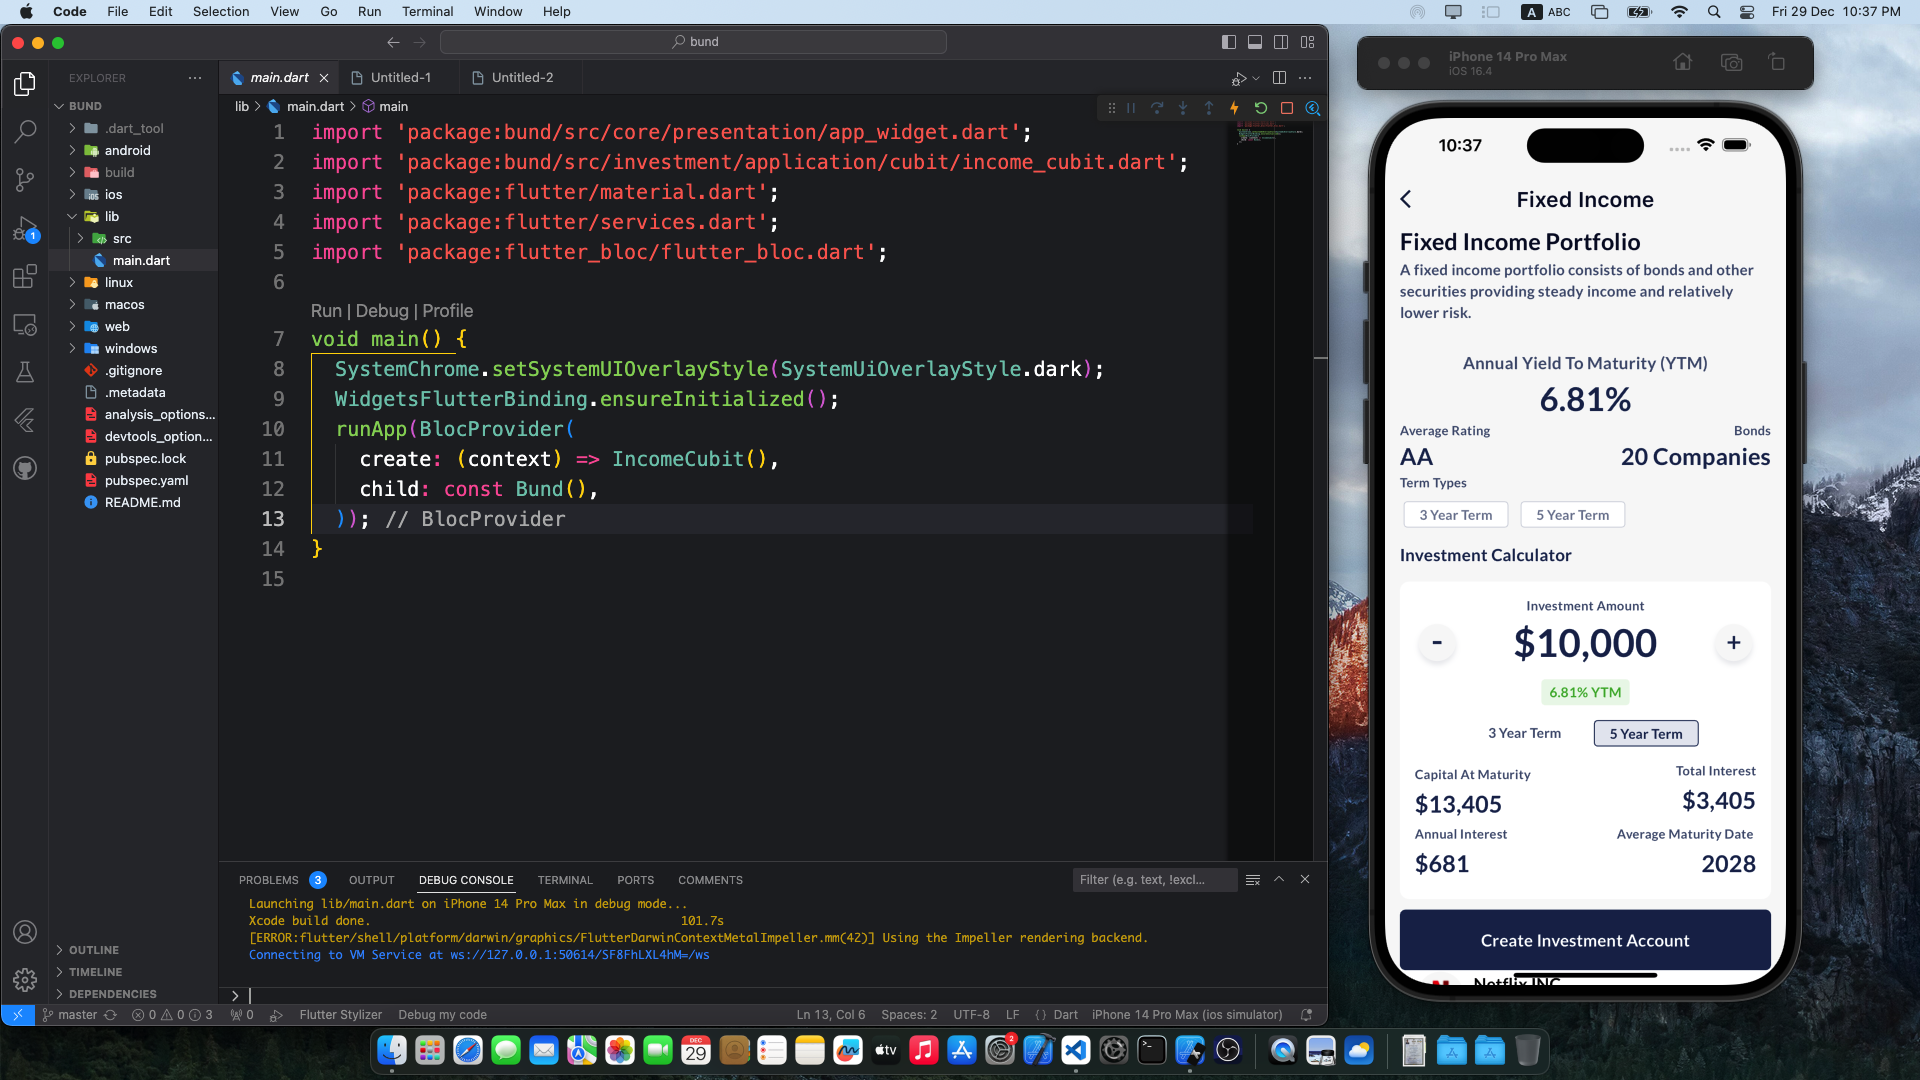 Code File Edit Selection View Go Run Terminal Window Help
A ABC
Fri 29 Dec 10:37 PM
bund
EXPLORER
BUND
.dart_tool
android
build
ios
lib
src
main.dart
linux
macos
web
windows
.gitignore
.metadata
analysis_options...
devtools_option...
pubspec.lock
pubspec.yaml
README.md
OUTLINE
TIMELINE
DEPENDENCIES
1
main.dart
Untitled-1
Untitled-2
lib > main.dart > main
1 import 'package:bund/src/core/presentation/app_widget.dart';
2 import 'package:bund/src/investment/application/cubit/income_cubit.dart';
3 import 'package:flutter/material.dart';
4 import 'package:flutter/services.dart';
5 import 'package:flutter_bloc/flutter_bloc.dart';
6
Run | Debug | Profile
7 void main() {
8 SystemChrome.setSystemUIOverlayStyle(SystemUiOverlayStyle.dark);
9 WidgetsFlutterBinding.ensureInitialized();
10 runApp(BlocProvider(
11 create: (context) => IncomeCubit(),
12 child: const Bund(),
13 )); // BlocProvider
14 }
15
PROBLEMS 3 OUTPUT DEBUG CONSOLE TERMINAL PORTS COMMENTS
Filter (e.g. text, !excl...
Launching lib/main.dart on iPhone 14 Pro Max in debug mode...
Xcode build done. 101.7s
[ERROR:flutter/shell/platform/darwin/graphics/FlutterDarwinContextMetalImpeller.mm(42)] Using the Impeller rendering backend.
Connecting to VM Service at ws://127.0.0.1:50614/SF8FhLXL4hM=/ws
>
master 0 0 3 0 Flutter Stylizer Debug my code
Ln 13, Col 6 Spaces: 2 UTF-8 LF { } Dart iPhone 14 Pro Max (ios simulator)
iPhone 14 Pro Max
iOS 16.4
10:37
Fixed Income
Fixed Income Portfolio
A fixed income portfolio consists of bonds and other
securities providing steady income and relatively
lower risk.
Annual Yield To Maturity (YTM)
6.81%
Average Rating Bonds
AA 20 Companies
Term Types
3 Year Term 5 Year Term
Investment Calculator
Investment Amount
- $10,000 +
6.81% YTM
3 Year Term 5 Year Term
Capital At Maturity Total Interest
$13,405 $3,405
Annual Interest Average Maturity Date
$681 2028
Create Investment Account
Netflix INC
DEC
29
tv
2